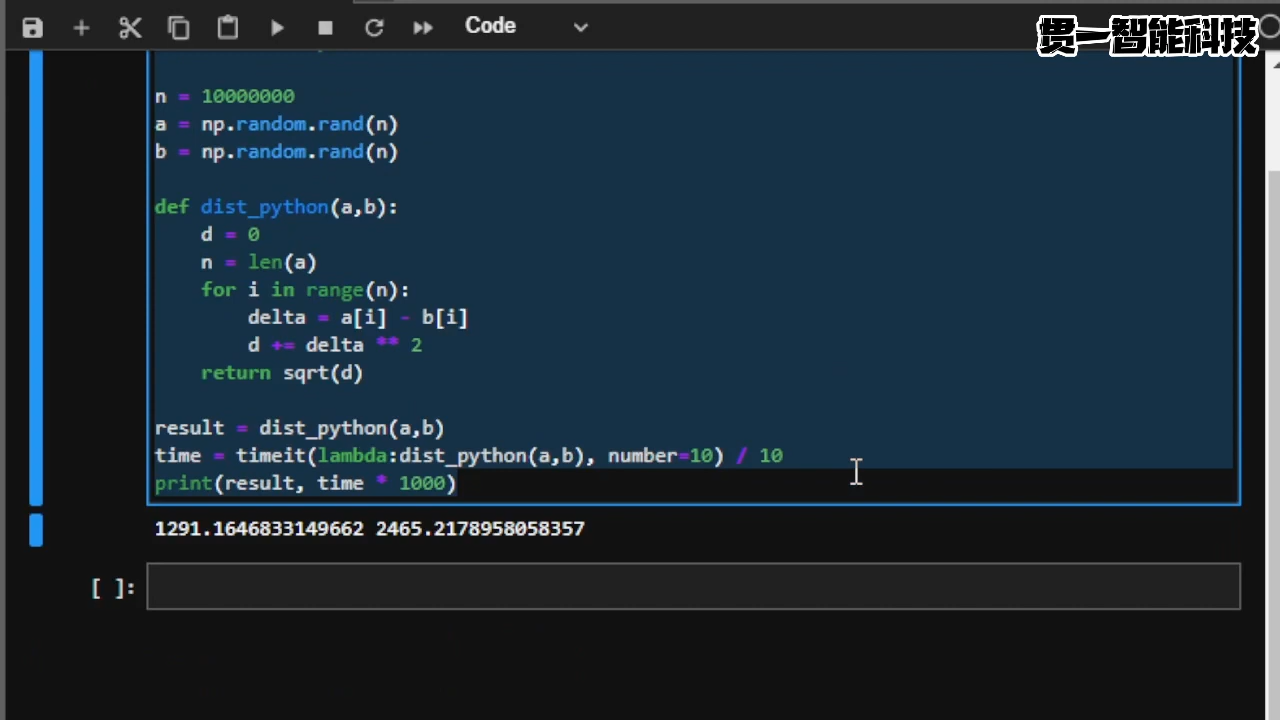 Code
贯一智能科技
n = 10000000
a = np.random.rand(n)
b = np.random.rand(n)
def dist_python(a,b):
    d = 0
    n = len(a)
    for i in range(n):
        delta = a[i] - b[i]
        d += delta ** 2
    return sqrt(d)
result = dist_python(a,b)
time = timeit(lambda:dist_python(a,b), number=10) / 10
print(result, time * 1000)
1291.1646833149662 2465.2178958058357
[ ]: